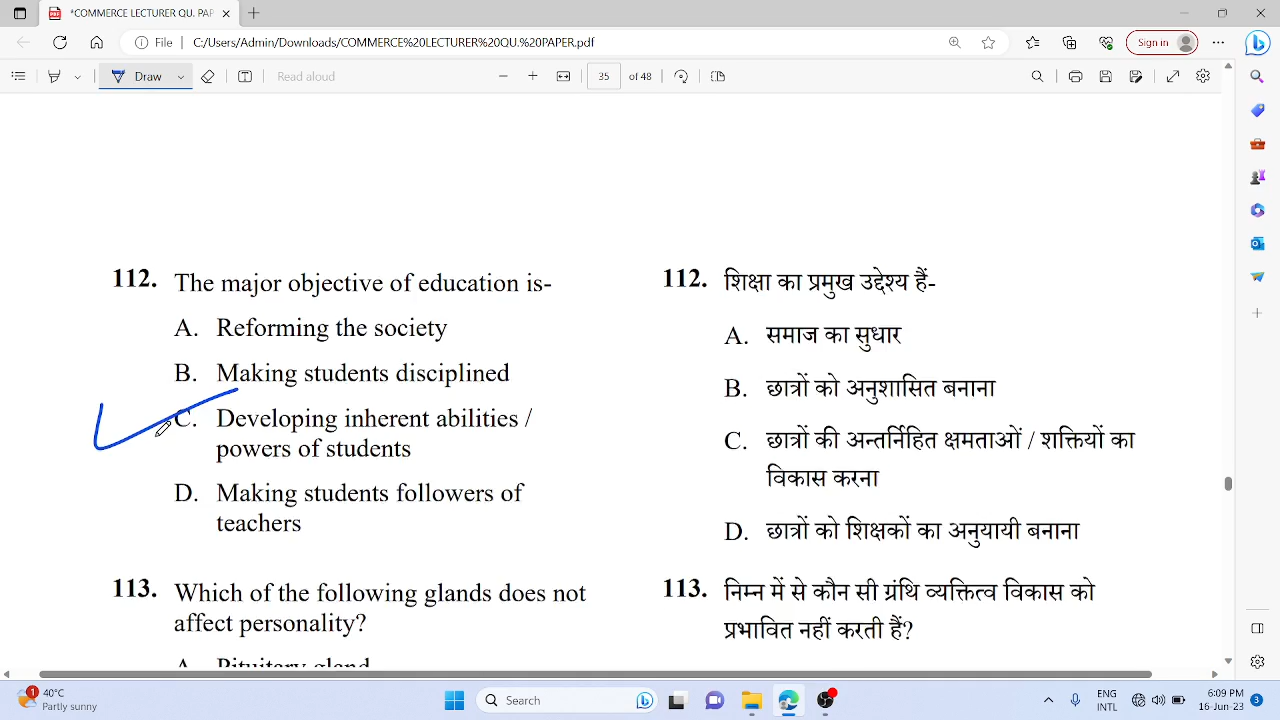 *COMMERCE LECTURER QU. PAP
File
C:/Users/Admin/Downloads/COMMERCE%20LECTURER%20QU.%20PAPER.pdf
Sign in
Draw
Read aloud
35
of 48
112. The major objective of education is-
A. Reforming the society
B. Making students disciplined
C. Developing inherent abilities /
powers of students
D. Making students followers of
teachers
113. Which of the following glands does not
affect personality?
A. Pituitary gland
112. शिक्षा का प्रमुख उद्देश्य हैं-
A. समाज का सुधार
B. छात्रों को अनुशासित बनाना
C. छात्रों की अन्तर्निहित क्षमताओं / शक्तियों का
विकास करना
D. छात्रों को शिक्षकों का अनुयायी बनाना
113. निम्न में से कौन सी ग्रंथि व्यक्तित्व विकास को
प्रभावित नहीं करती हैं?
1
40°C
Partly sunny
Search
ENG
INTL
6:09 PM
16-Jun-23
3